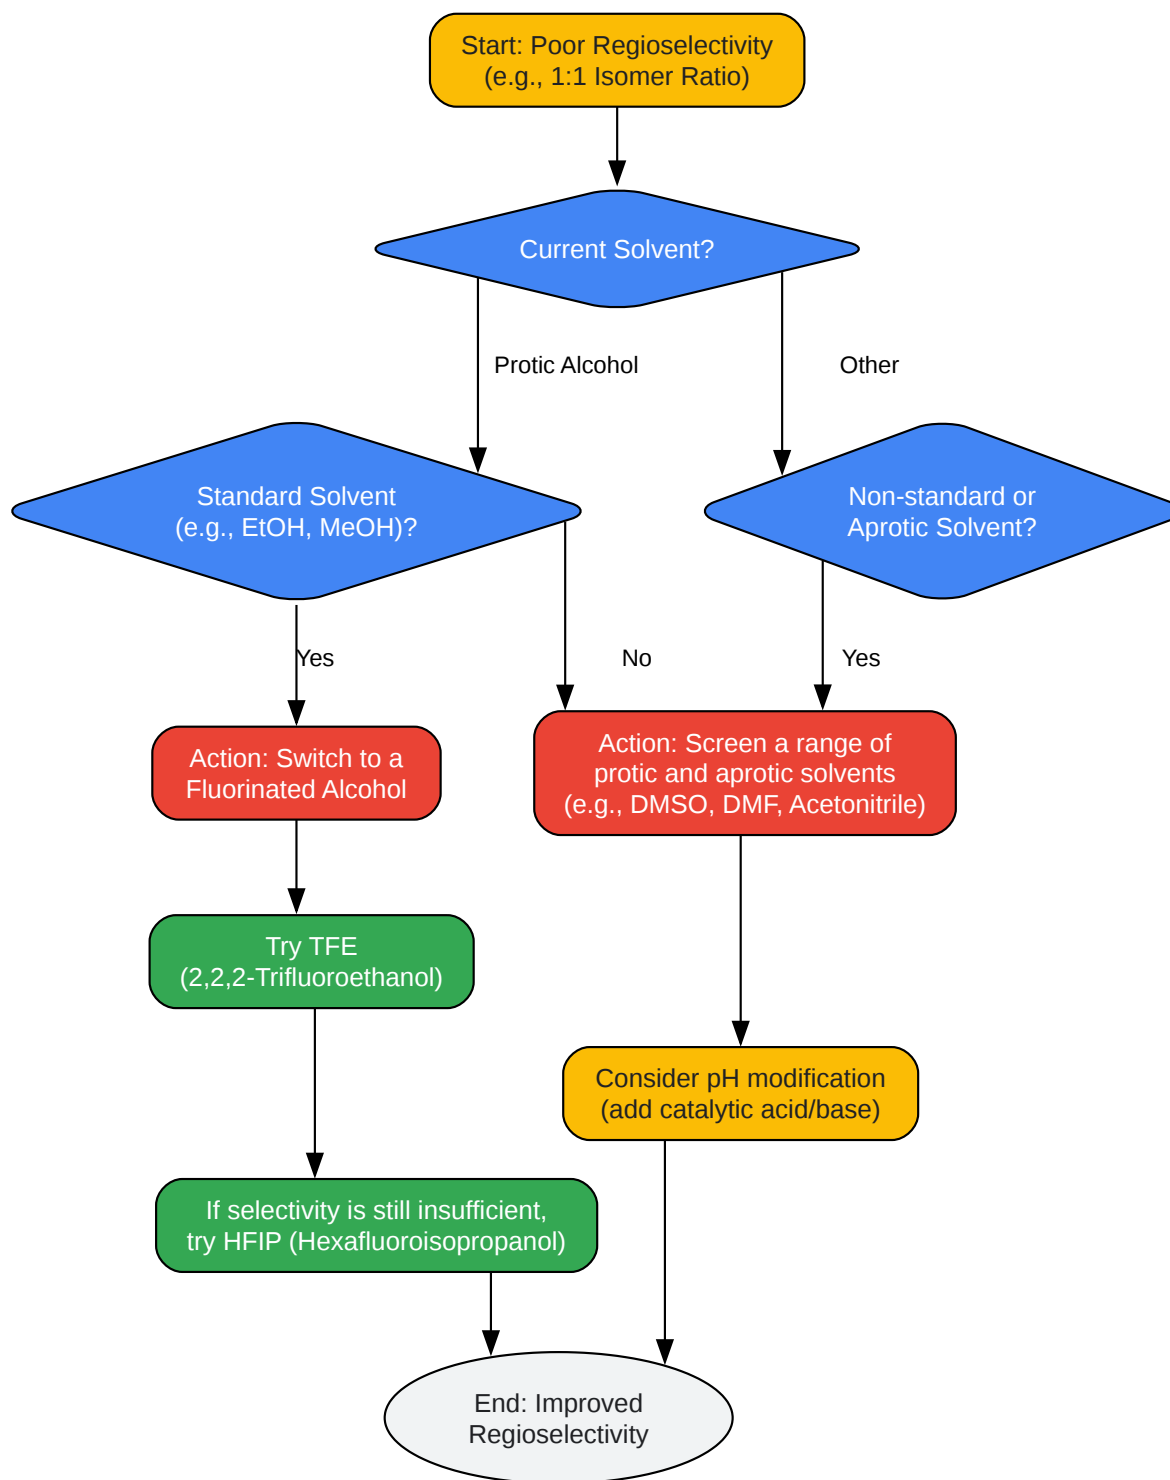 Start: Poor Regioselectivity
(e.g., 1:1 Isomer Ratio)
Current Solvent?
Protic Alcohol
Other
Standard Solvent
(e.g., EtOH, MeOH)?
Non-standard or
Aprotic Solvent?
Yes
No
Yes
Action: Switch to a
Fluorinated Alcohol
Action: Screen a range of
protic and aprotic solvents
(e.g., DMSO, DMF, Acetonitrile)
Try TFE
(2,2,2-Trifluoroethanol)
Consider pH modification
(add catalytic acid/base)
If selectivity is still insufficient,
try HFIP (Hexafluoroisopropanol)
End: Improved
Regioselectivity